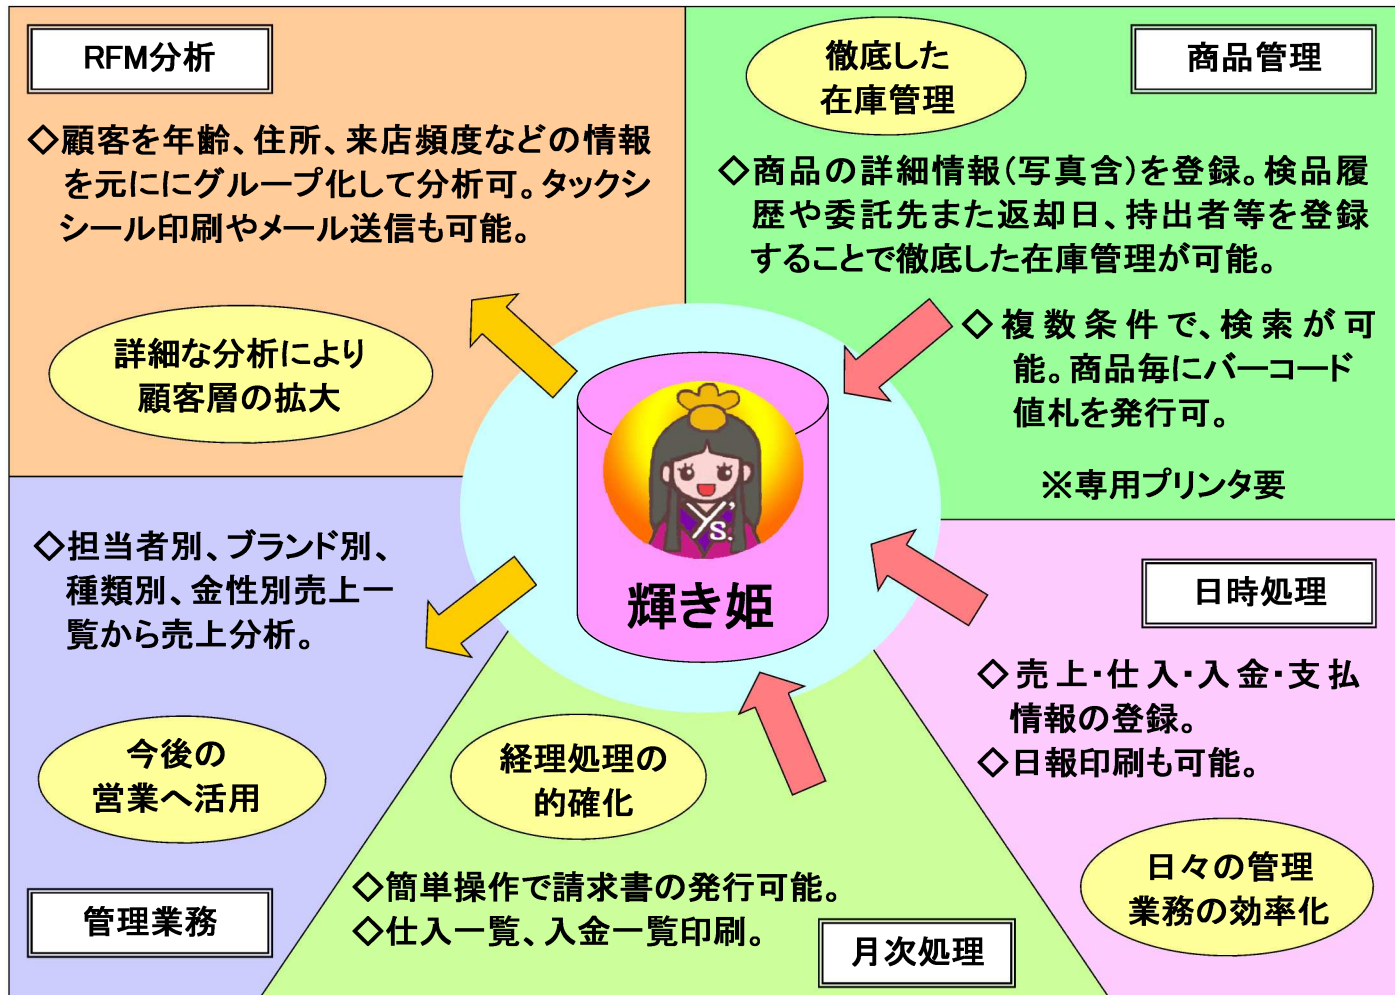 RFM分析
◇顧客を年齢、住所、来店頻度などの情報
を元ににグループ化して分析可。タックシ
シール印刷やメール送信も可能。
詳細な分析により
顧客層の拡大
徹底した
在庫管理
商品管理
◇商品の詳細情報(写真含)を登録。検品履
歴や委託先また返却日、持出者等を登録
することで徹底した在庫管理が可能。
◇複数条件で、検索が可
能。商品毎にバーコード
値札を発行可。
※専用プリンタ要
Y'S.
輝き姫
◇担当者別、ブランド別、
種類別、金性別売上一
覧から売上分析。
今後の
営業へ活用
管理業務
経理処理の
的確化
◇簡単操作で請求書の発行可能。
◇仕入一覧、入金一覧印刷。
月次処理
日時処理
◇売上・仕入・入金・支払
情報の登録。
◇日報印刷も可能。
日々の管理
業務の効率化